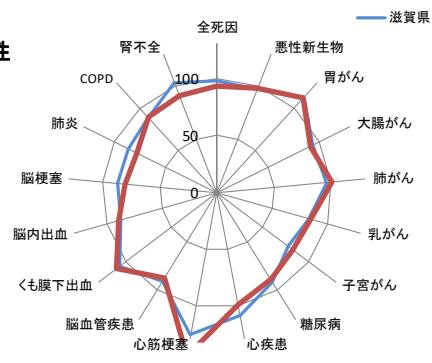 滋賀県
性
全死因
悪性新生物
胃がん
大腸がん
肺がん
乳がん
子宮がん
糖尿病
心疾患
心筋梗塞
脳血管疾患
くも膜下出血
脳内出血
脳梗塞
肺炎
COPD
腎不全
100
50
0